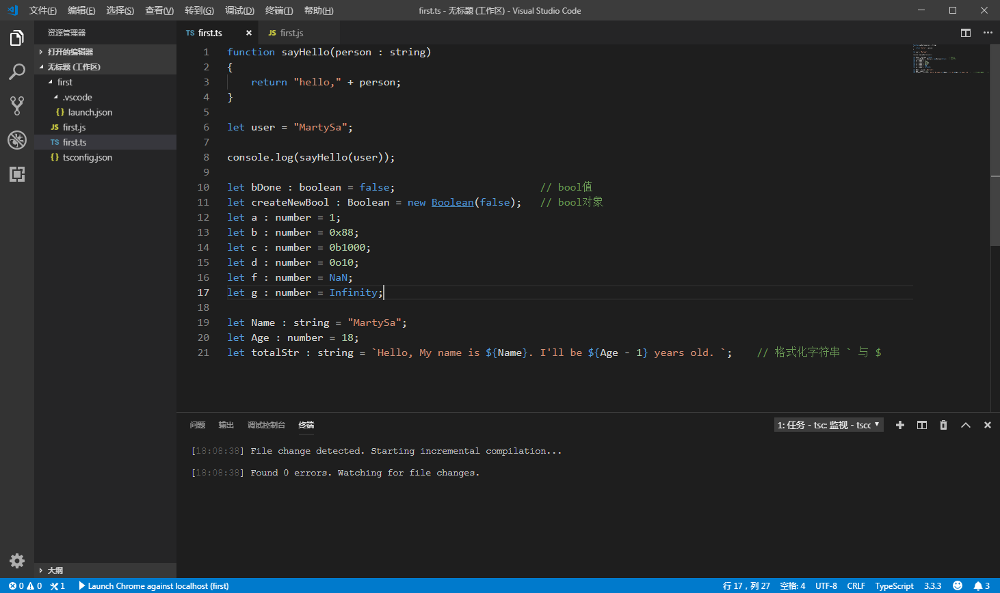 文件(F) 编辑(E) 选择(S) 查看(V) 转到(G) 调试(D) 终端(T) 帮助(H) first.ts - 无标题 (工作区) - Visual Studio Code
资源管理器
打开的编辑器
无标题 (工作区)
first
.vscode
{} launch.json
JS first.js
TS first.ts
{} tsconfig.json
大纲
TS first.ts × JS first.js
1 function sayHello(person : string)
2 {
3 return "hello," + person;
4 }
5
6 let user = "MartySa";
7
8 console.log(sayHello(user));
9
10 let bDone : boolean = false; // bool值
11 let createNewBool : Boolean = new Boolean(false); // bool对象
12 let a : number = 1;
13 let b : number = 0x88;
14 let c : number = 0b1000;
15 let d : number = 0o10;
16 let f : number = NaN;
17 let g : number = Infinity;
18
19 let Name : string = "MartySa";
20 let Age : number = 18;
21 let totalStr : string = `Hello, My name is ${Name}. I'll be ${Age - 1} years old. `; // 格式化字符串 ` 与 $
问题 输出 调试控制台 终端 1: 任务 - tsc: 监视 - tscc
[18:08:38] File change detected. Starting incremental compilation...
[18:08:38] Found 0 errors. Watching for file changes.
0 0 1 Launch Chrome against localhost (first) 行 17，列 27 空格: 4 UTF-8 CRLF TypeScript 3.3.3 3